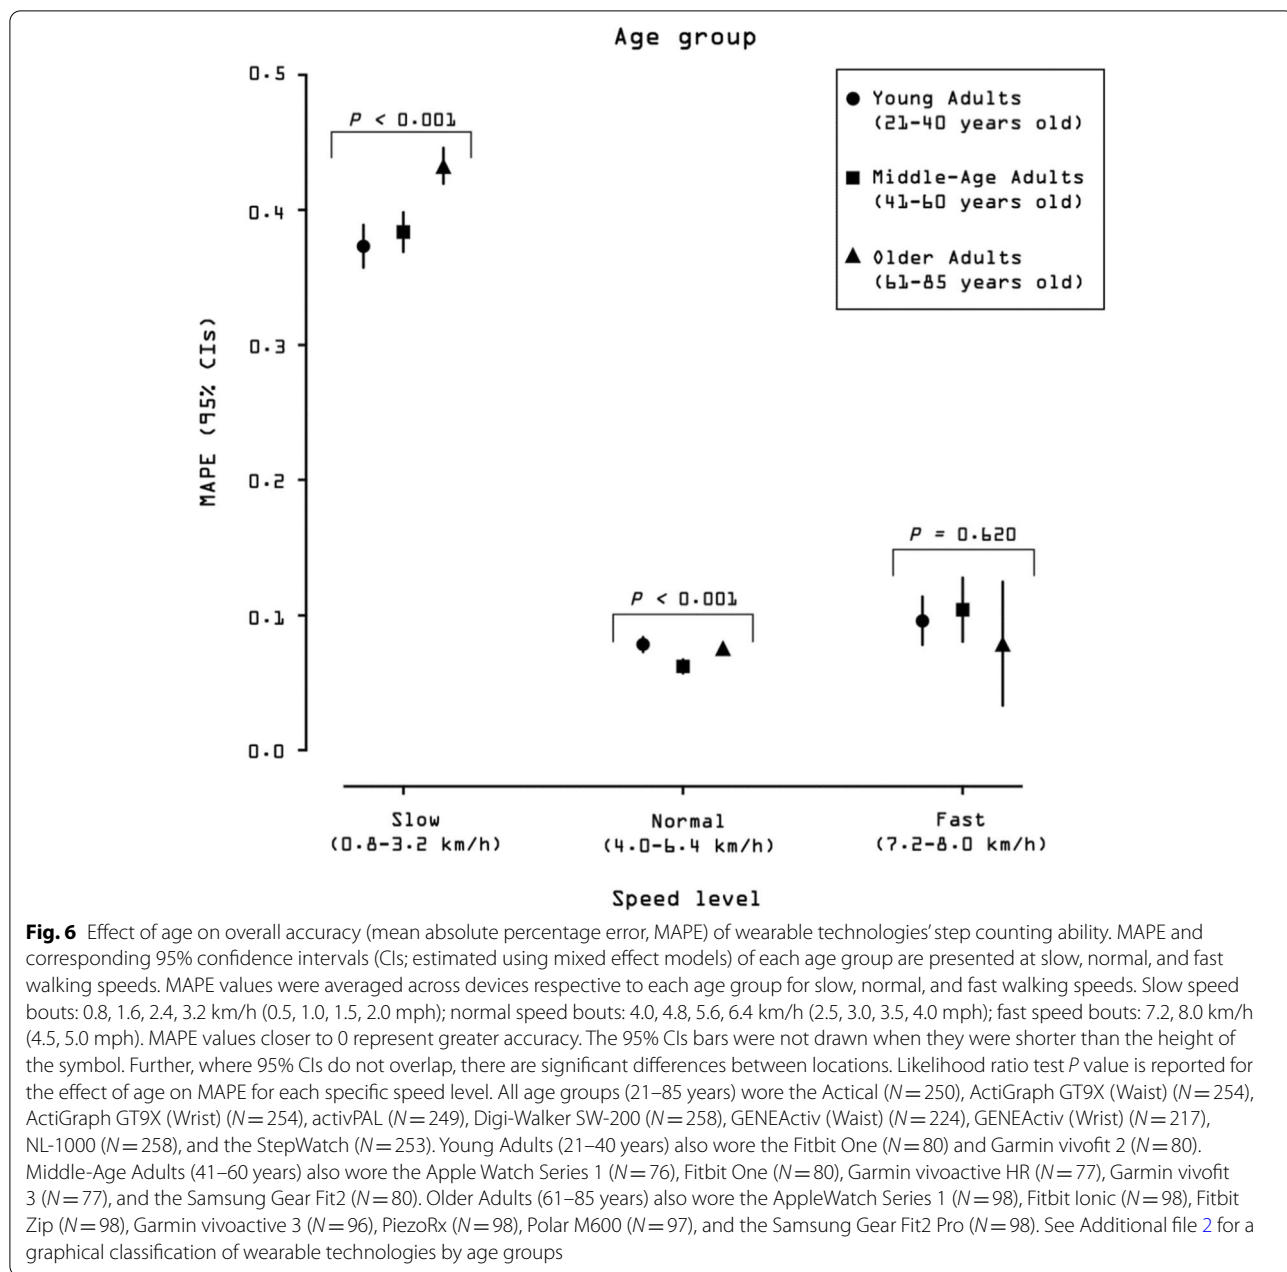 Age group
0.5
0.4
0.3
0.2
0.1
0.0
MAPE (95% CIs)
P < 0.001
P < 0.001
P = 0.620
Young Adults
(21-40 years old)
Middle-Age Adults
(41-60 years old)
Older Adults
(61-85 years old)
Slow
(0.8-3.2 km/h)
Normal
(4.0-6.4 km/h)
Fast
(7.2-8.0 km/h)
Speed level
Fig. 6 Effect of age on overall accuracy (mean absolute percentage error, MAPE) of wearable technologies' step counting ability. MAPE and
corresponding 95% confidence intervals (CIs; estimated using mixed effect models) of each age group are presented at slow, normal, and fast
walking speeds. MAPE values were averaged across devices respective to each age group for slow, normal, and fast walking speeds. Slow speed
bouts: 0.8, 1.6, 2.4, 3.2 km/h (0.5, 1.0, 1.5, 2.0 mph); normal speed bouts: 4.0, 4.8, 5.6, 6.4 km/h (2.5, 3.0, 3.5, 4.0 mph); fast speed bouts: 7.2, 8.0 km/h
(4.5, 5.0 mph). MAPE values closer to 0 represent greater accuracy. The 95% CIs bars were not drawn when they were shorter than the height of
the symbol. Further, where 95% CIs do not overlap, there are significant differences between locations. Likelihood ratio test P value is reported for
the effect of age on MAPE for each specific speed level. All age groups (21–85 years) wore the Actical (N = 250), ActiGraph GT9X (Waist) (N = 254),
ActiGraph GT9X (Wrist) (N = 254), activPAL (N = 249), Digi-Walker SW-200 (N = 258), GENEActiv (Waist) (N = 224), GENEActiv (Wrist) (N = 217),
NL-1000 (N = 258), and the StepWatch (N = 253). Young Adults (21–40 years) also wore the Fitbit One (N = 80) and Garmin vivofit 2 (N = 80).
Middle-Age Adults (41–60 years) also wore the Apple Watch Series 1 (N = 76), Fitbit One (N = 80), Garmin vivoactive HR (N = 77), Garmin vivofit
3 (N = 77), and the Samsung Gear Fit2 (N = 80). Older Adults (61–85 years) also wore the AppleWatch Series 1 (N = 98), Fitbit Ionic (N = 98), Fitbit
Zip (N = 98), Garmin vivoactive 3 (N = 96), PiezoRx (N = 98), Polar M600 (N = 97), and the Samsung Gear Fit2 Pro (N = 98). See Additional file 2 for a
graphical classification of wearable technologies by age groups